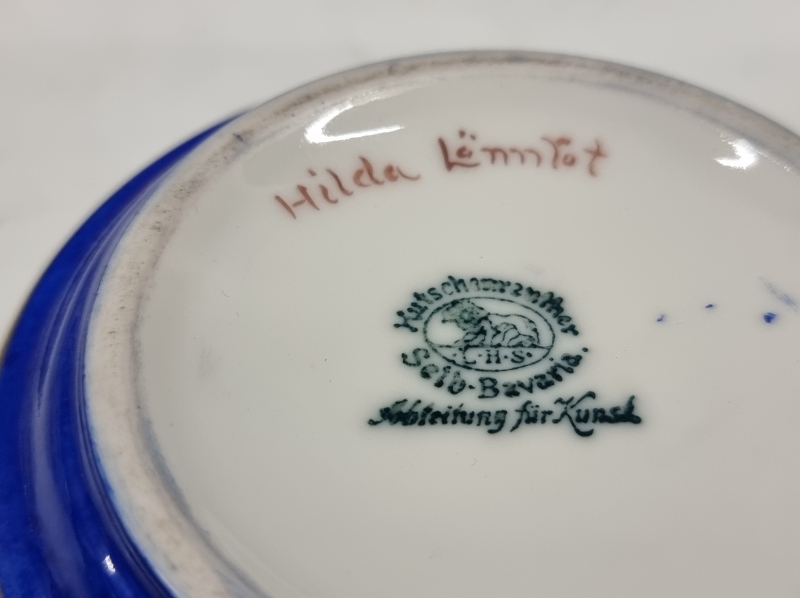 Hilda Lönnrot
Hutschenreuther
L·H·S·
Selb-Bavaria.
Abteilung für Kunst